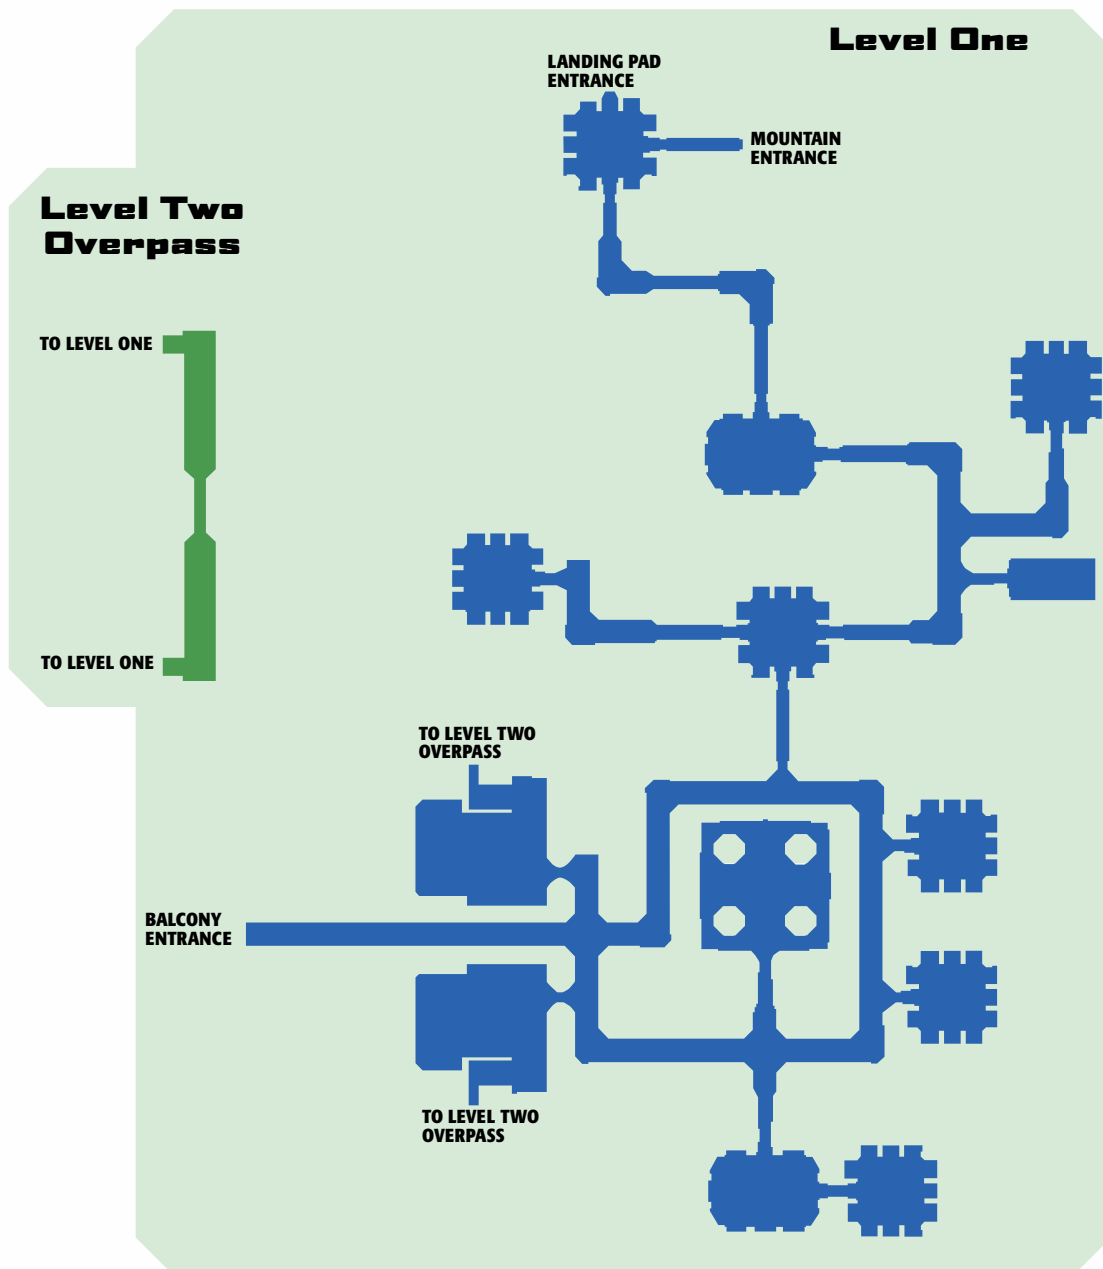 Level One
LANDING PAD
ENTRANCE
MOUNTAIN
ENTRANCE
Level Two
Overpass
TO LEVEL ONE
TO LEVEL ONE
TO LEVEL TWO
OVERPASS
BALCONY
ENTRANCE
TO LEVEL TWO
OVERPASS